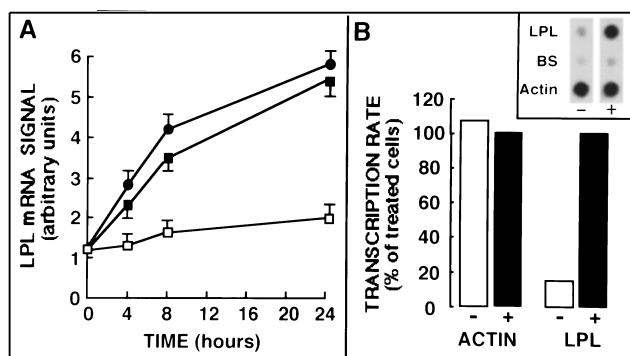 A
LPL mRNA SIGNAL
(arbitrary units)
6
5
4
3
2
1
0
0 4 8 12 16 20 24
TIME (hours)
B
LPL
BS
Actin
- +
TRANSCRIPTION RATE
(% of treated cells)
120
100
80
60
40
20
0
- + - +
ACTIN LPL